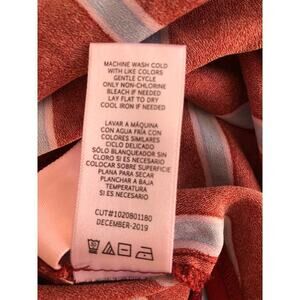 MACHINE WASH COLD
WITH LIKE COLORS
GENTLE CYCLE
ONLY NON-CHLORINE
BLEACH IF NEEDED
LAY FLAT TO DRY
COOL IRON IF NEEDED
LAVAR A MÁQUINA
CON AGUA FRÍA CON
COLORES SIMILARES
CICLO DELICADO
SÓLO BLANQUEADOR SIN
CLORO SI ES NECESARIO
COLOCAR SOBRE SUPERFICIE
PLANA PARA SECAR
PLANCHAR A BAJA
TEMPERATURA
SI ES NECESARIO
CUT#1020801180
DECEMBER-2019